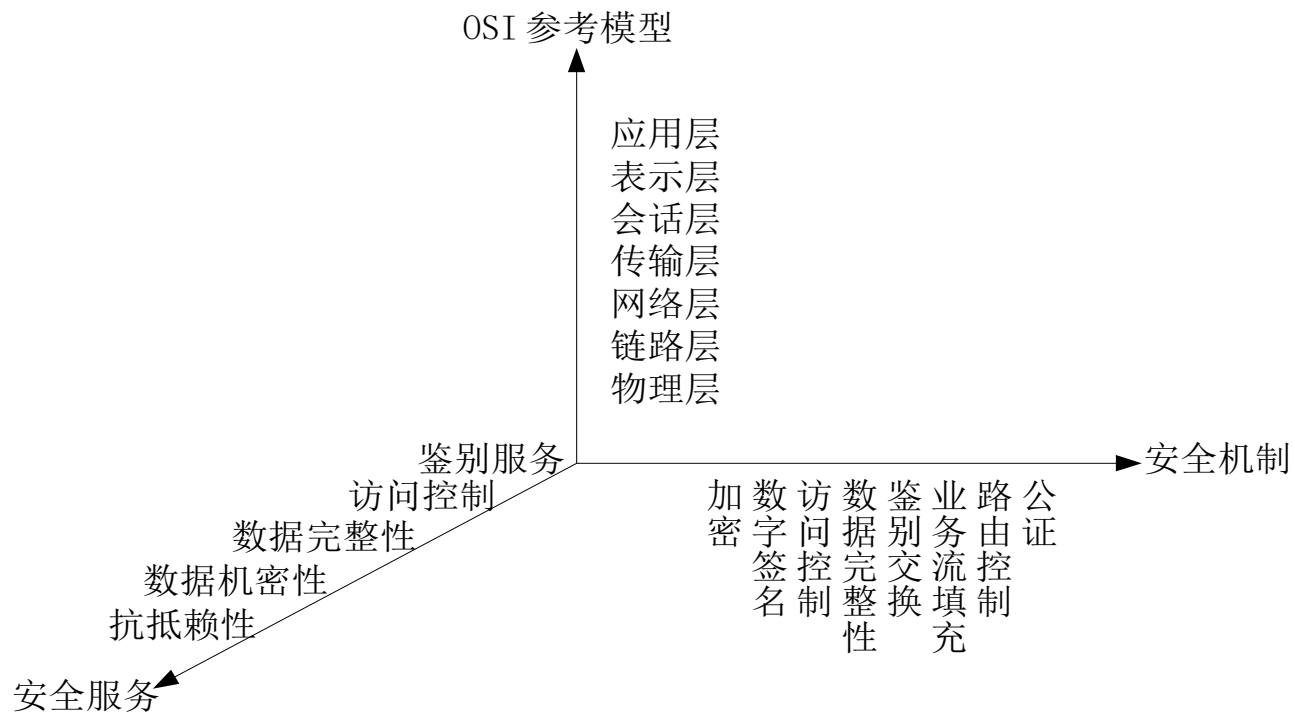 OSI参考模型
应用层
表示层
会话层
传输层
网络层
链路层
物理层
鉴别服务
访问控制
数据完整性
数据机密性
抗抵赖性
安全服务
安全机制
加密
数字签名
访问控制
数据完整性
鉴别交换
业务流填充
路由控制
公证